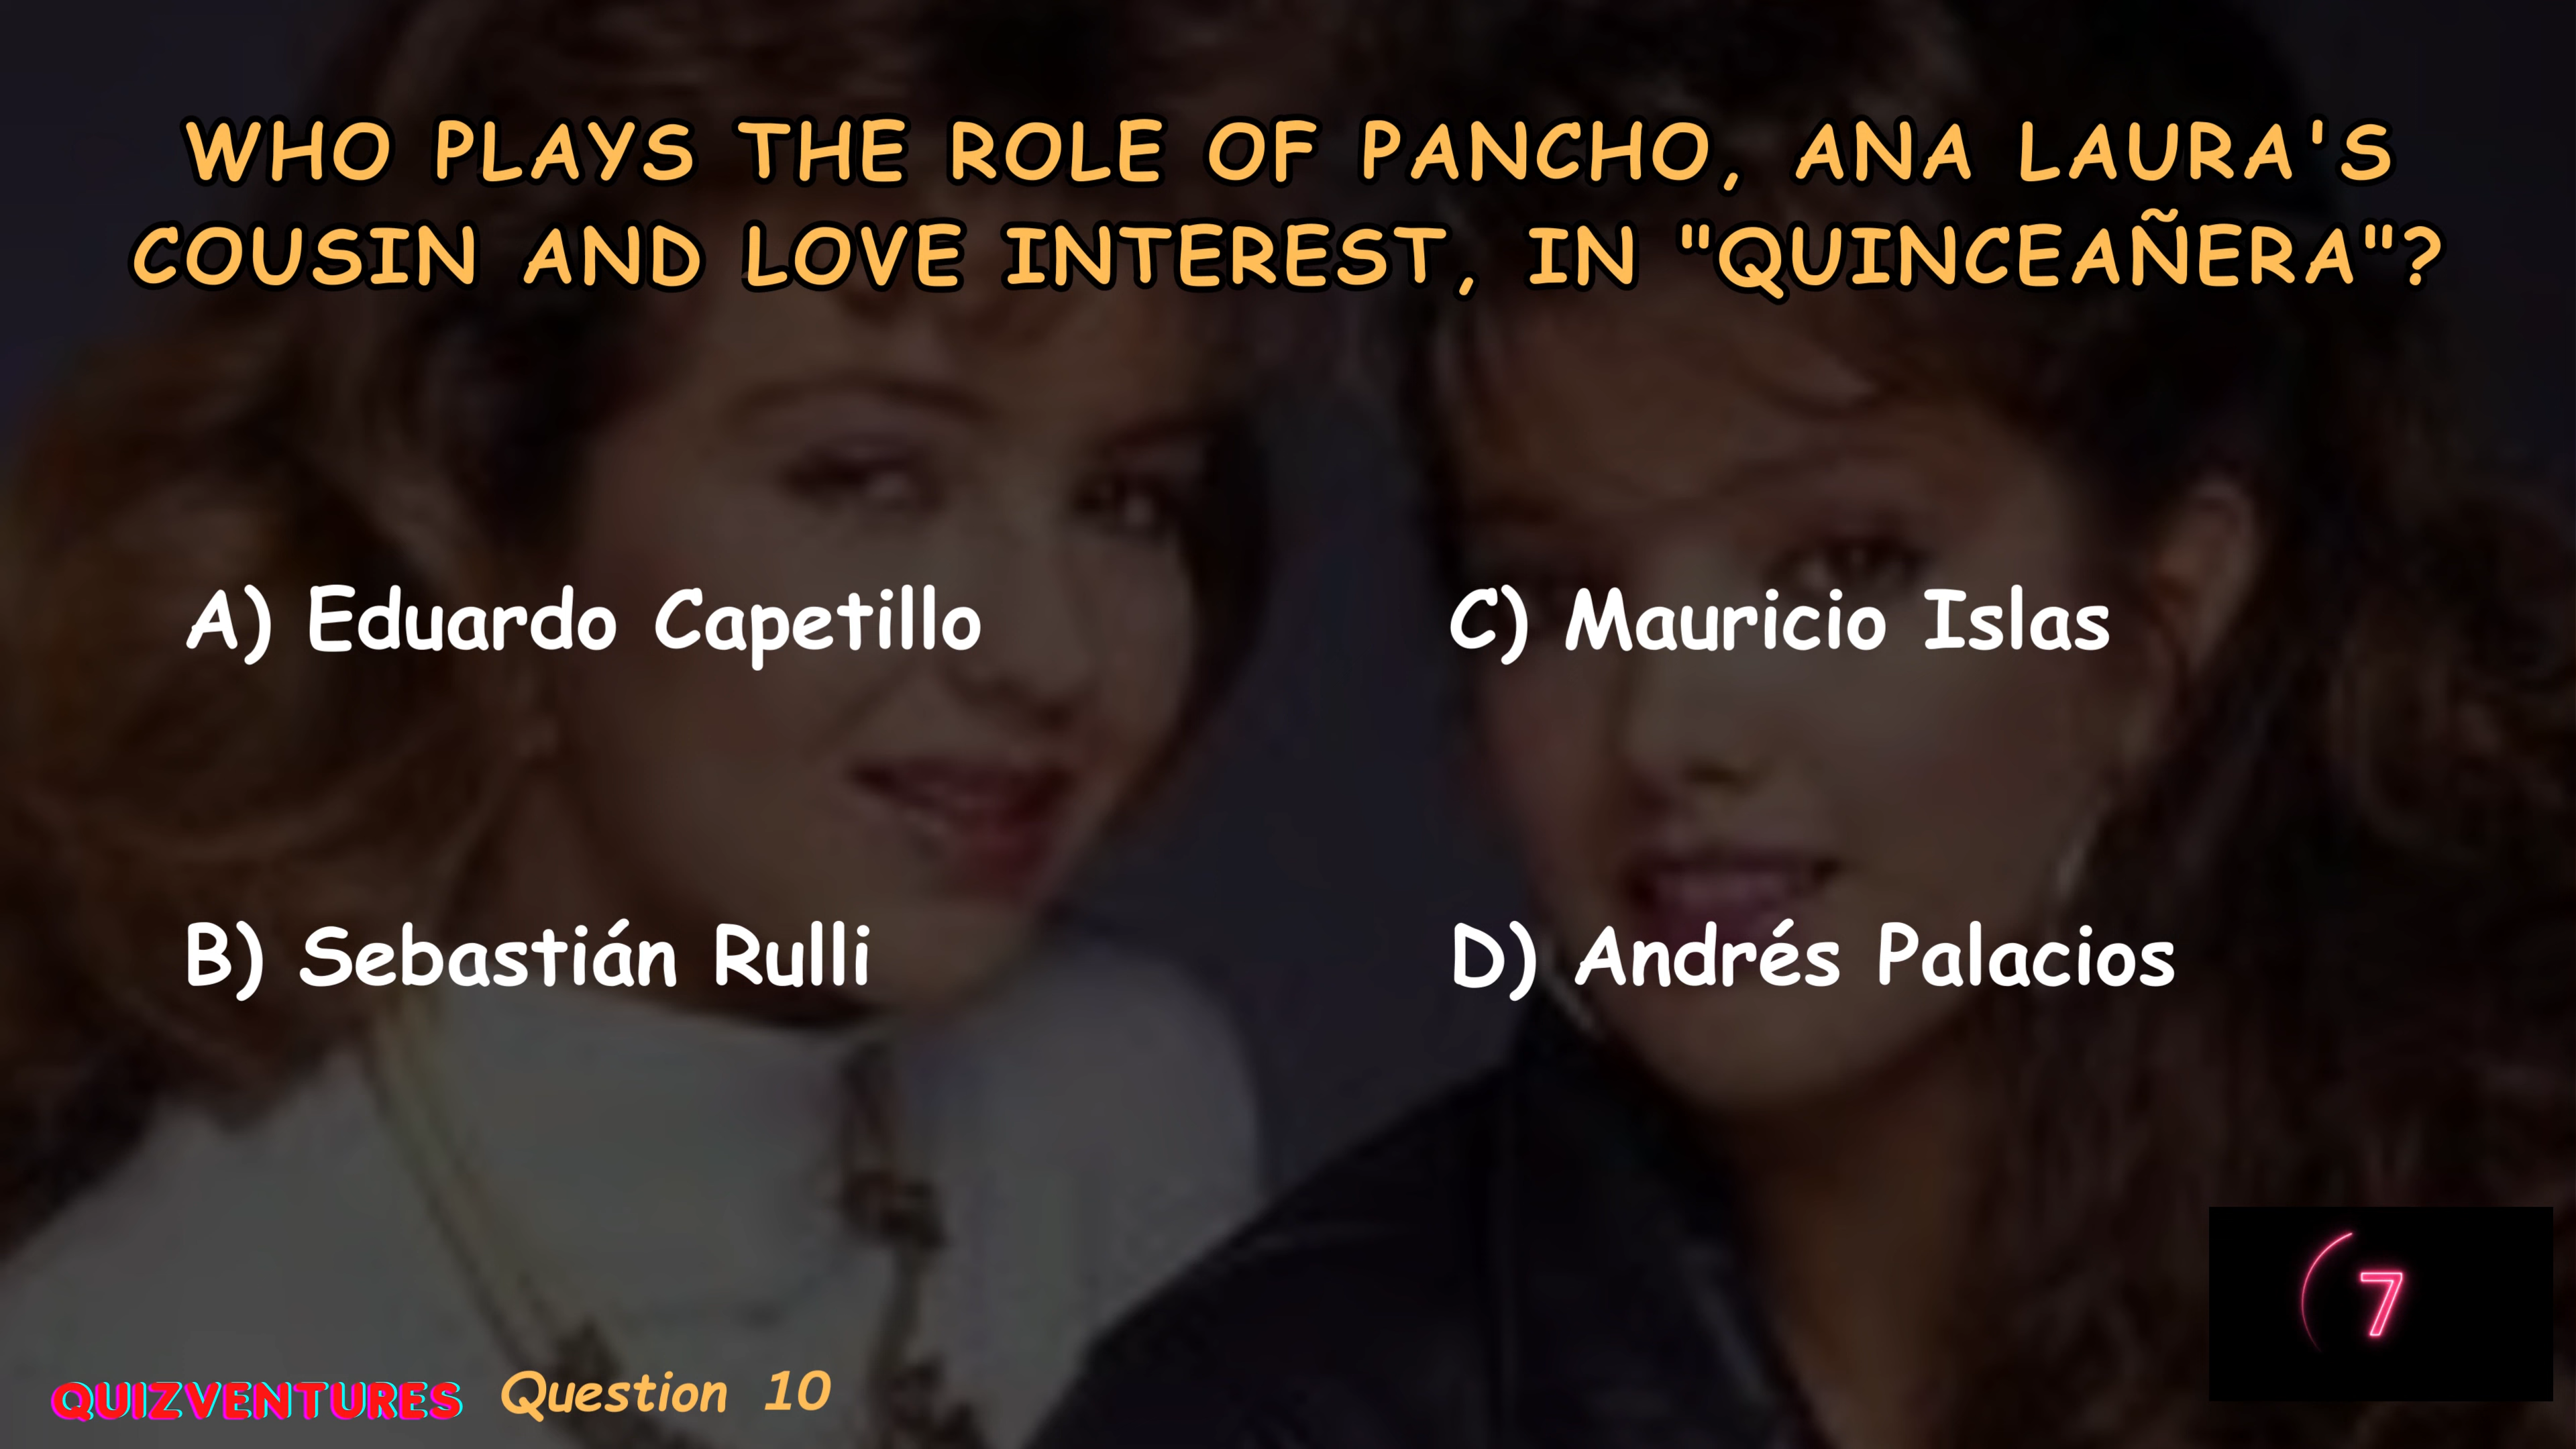 WHO PLAYS THE ROLE OF PANCHO, ANA LAURA'S
COUSIN AND LOVE INTEREST, IN "QUINCEAÑERA"?
A) Eduardo Capetillo
C) Mauricio Islas
B) Sebastián Rulli
D) Andrés Palacios
7
QUIZVENTURES Question 10